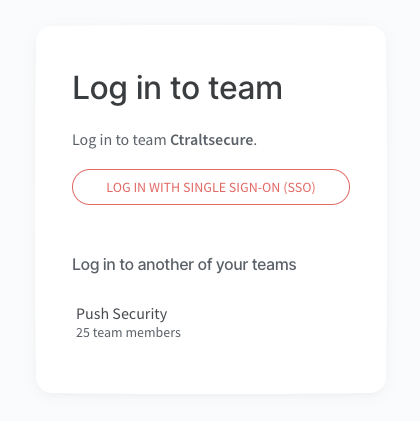 Log in to team
Log in to team Ctraltsecure.
LOG IN WITH SINGLE SIGN-ON (SSO)
Log in to another of your teams
Push Security
25 team members